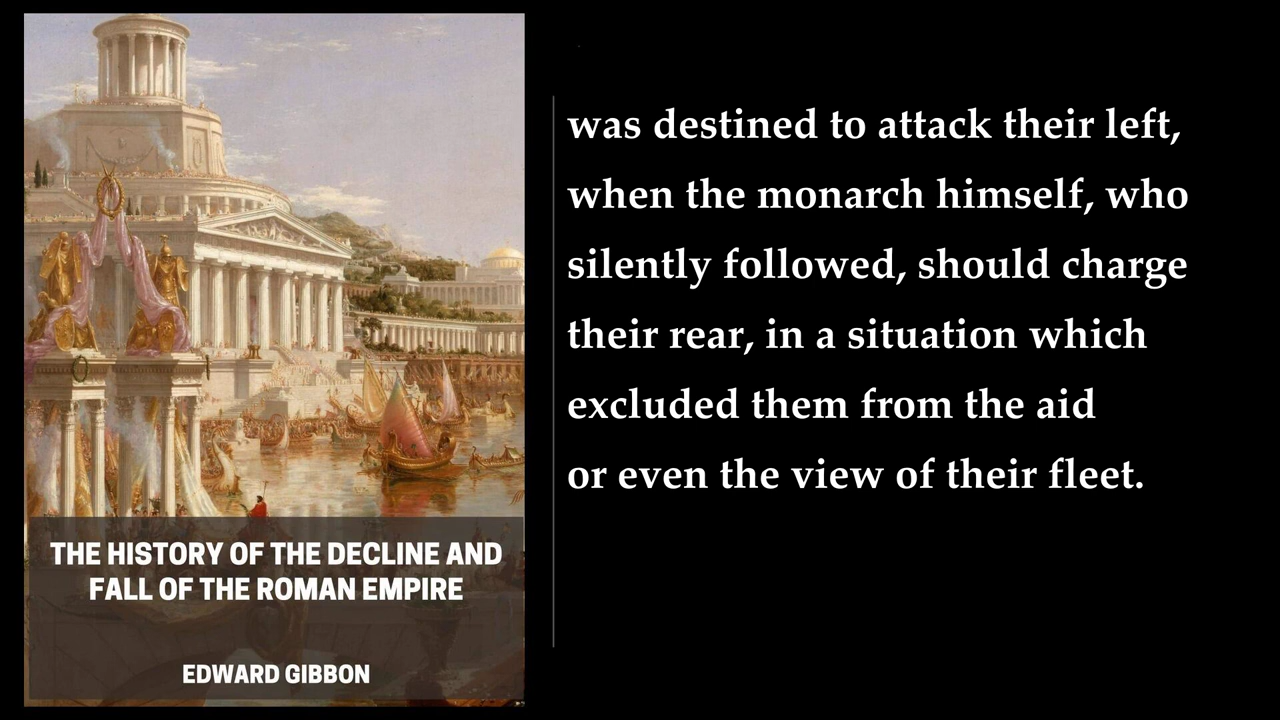 THE HISTORY OF THE DECLINE AND
FALL OF THE ROMAN EMPIRE
EDWARD GIBBON
was destined to attack their left,
when the monarch himself, who
silently followed, should charge
their rear, in a situation which
excluded them from the aid
or even the view of their fleet.